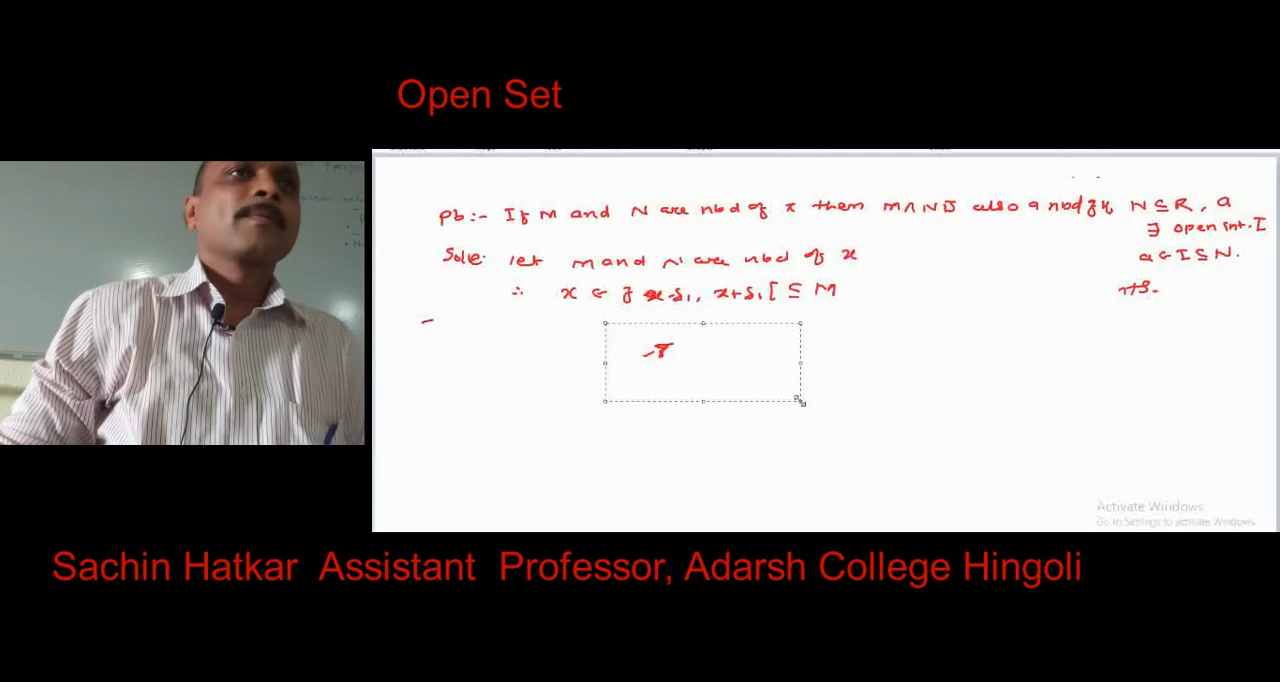 Open Set
Pb:- If M and N are nbd of x then M∩N is also a nbd of x N⊆R, a
∃ open int. I
Sol: let M and N are nbd of x a∈I⊆N.
∴ x ∈ ]x-δ₁, x+δ₁[ ⊆ M
Activate Windows
Go to Settings to activate Windows.
Sachin Hatkar Assistant Professor, Adarsh College Hingoli